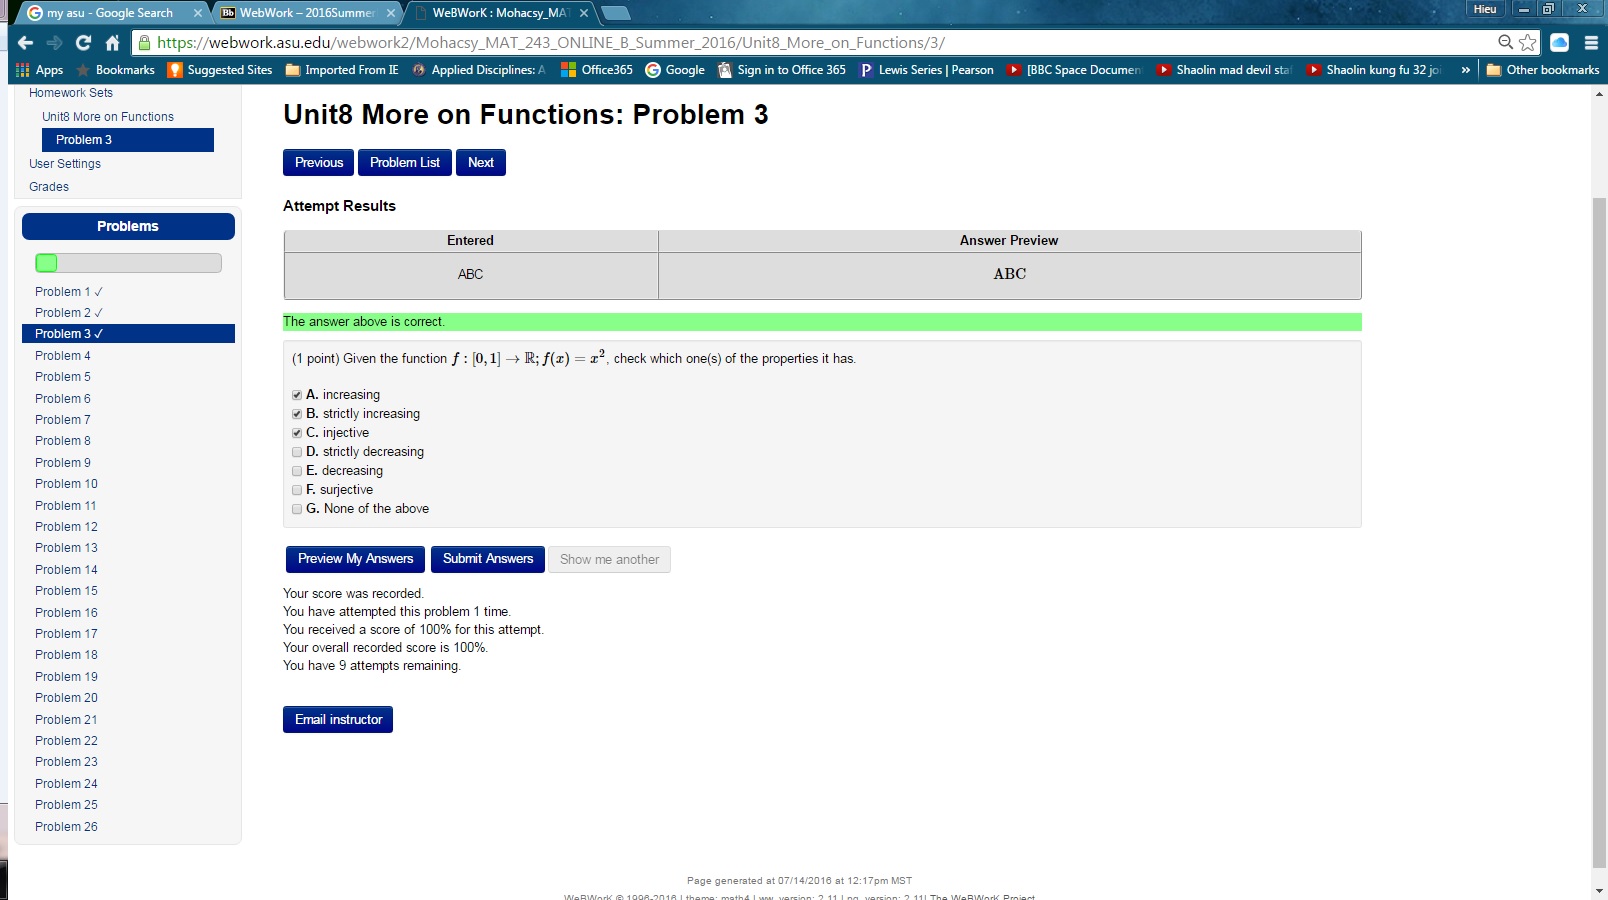 my asu - Google Search
WebWork – 2016Summer
WeBWorK : Mohacsy_MAT
Hieu
https://webwork.asu.edu/webwork2/Mohacsy_MAT_243_ONLINE_B_Summer_2016/Unit8_More_on_Functions/3/
Apps Bookmarks Suggested Sites Imported From IE Applied Disciplines: A Office365 Google Sign in to Office 365 Lewis Series | Pearson [BBC Space Documen Shaolin mad devil staf Shaolin kung fu 32 joi » Other bookmarks
Homework Sets
Unit8 More on Functions
Problem 3
User Settings
Grades
Problems
Problem 1 ✓
Problem 2 ✓
Problem 3 ✓
Problem 4
Problem 5
Problem 6
Problem 7
Problem 8
Problem 9
Problem 10
Problem 11
Problem 12
Problem 13
Problem 14
Problem 15
Problem 16
Problem 17
Problem 18
Problem 19
Problem 20
Problem 21
Problem 22
Problem 23
Problem 24
Problem 25
Problem 26
Unit8 More on Functions: Problem 3
Previous Problem List Next
Attempt Results
Entered Answer Preview
ABC ABC
The answer above is correct.
(1 point) Given the function f : [0, 1] → ℝ; f(x) = x², check which one(s) of the properties it has.
A. increasing
B. strictly increasing
C. injective
D. strictly decreasing
E. decreasing
F. surjective
G. None of the above
Preview My Answers Submit Answers Show me another
Your score was recorded.
You have attempted this problem 1 time.
You received a score of 100% for this attempt.
Your overall recorded score is 100%.
You have 9 attempts remaining.
Email instructor
Page generated at 07/14/2016 at 12:17pm MST
WeBWorK © 1996-2016 | theme: math4 | ww_version: 2.11 | pg_version: 2.11| The WeBWorK Project